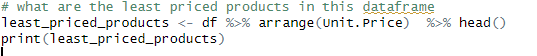 # what are the least priced products in this dataframe
least_priced_products <- df %>% arrange(Unit.Price)  %>% head()
print(least_priced_products)